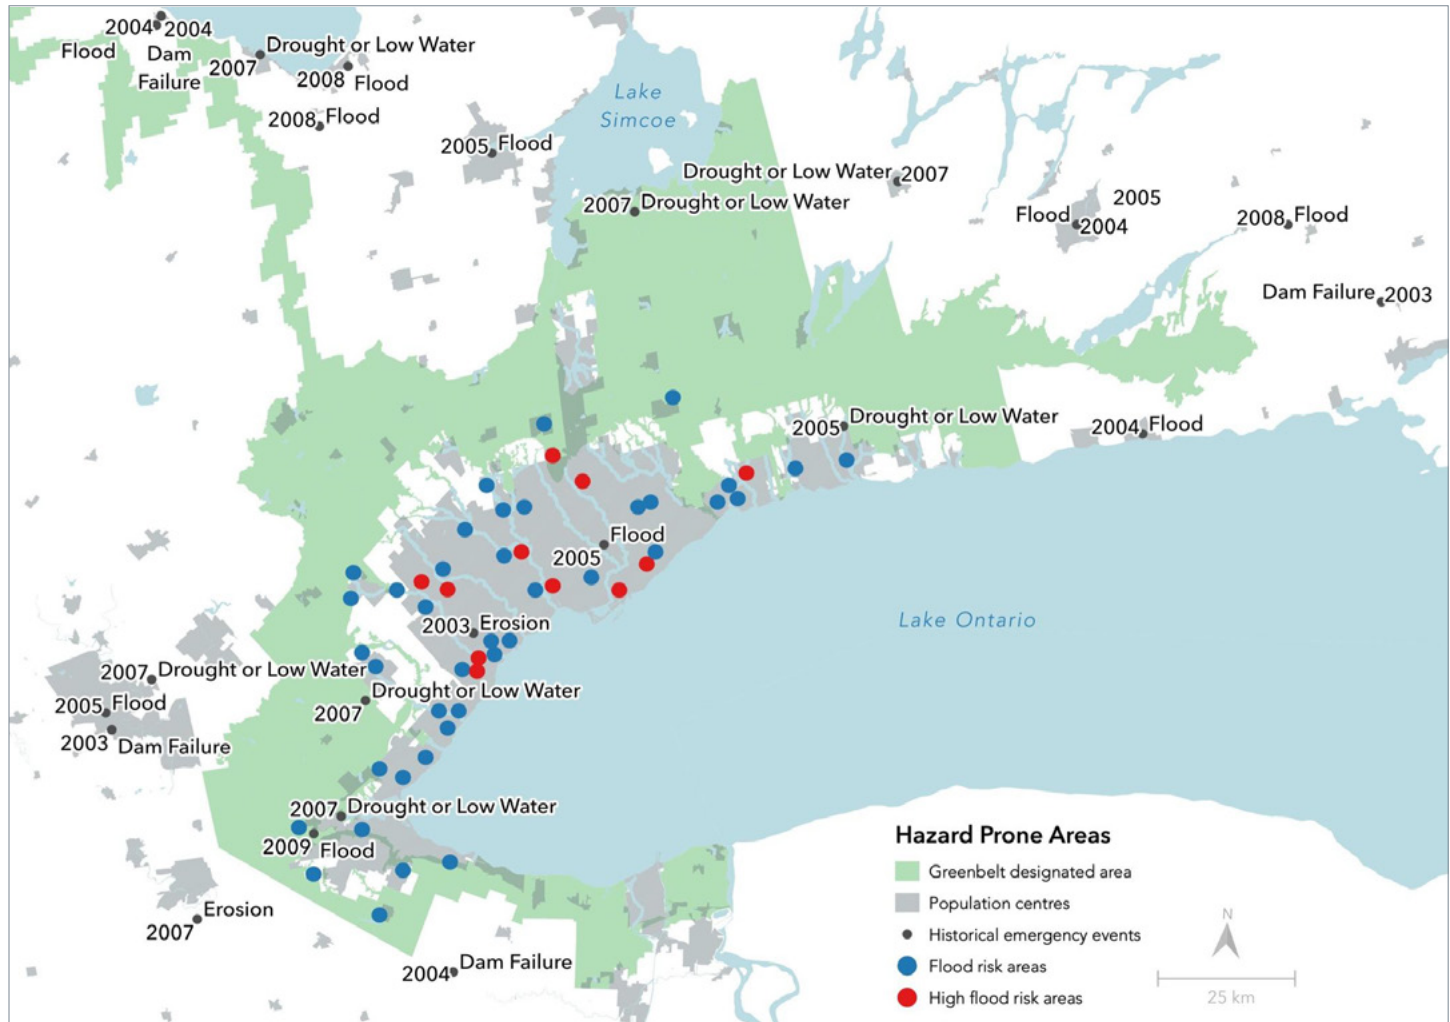 2004
2004
Flood
Dam
Failure
2007
Drought or Low Water
2008
Flood
2008
Flood
2005
Flood
Lake
Simcoe
Drought or Low Water
2007
2007
Drought or Low Water
2005
Flood
2004
2008
Flood
Dam Failure
2003
2005
Drought or Low Water
2004
Flood
Flood
2005
2003
Erosion
Lake Ontario
2007
Drought or Low Water
2005
Flood
2003
Dam Failure
Drought or Low Water
2007
2007
Drought or Low Water
2009
Flood
Erosion
2007
2004
Dam Failure
Hazard Prone Areas
Greenbelt designated area
Population centres
Historical emergency events
Flood risk areas
High flood risk areas
N
25 km